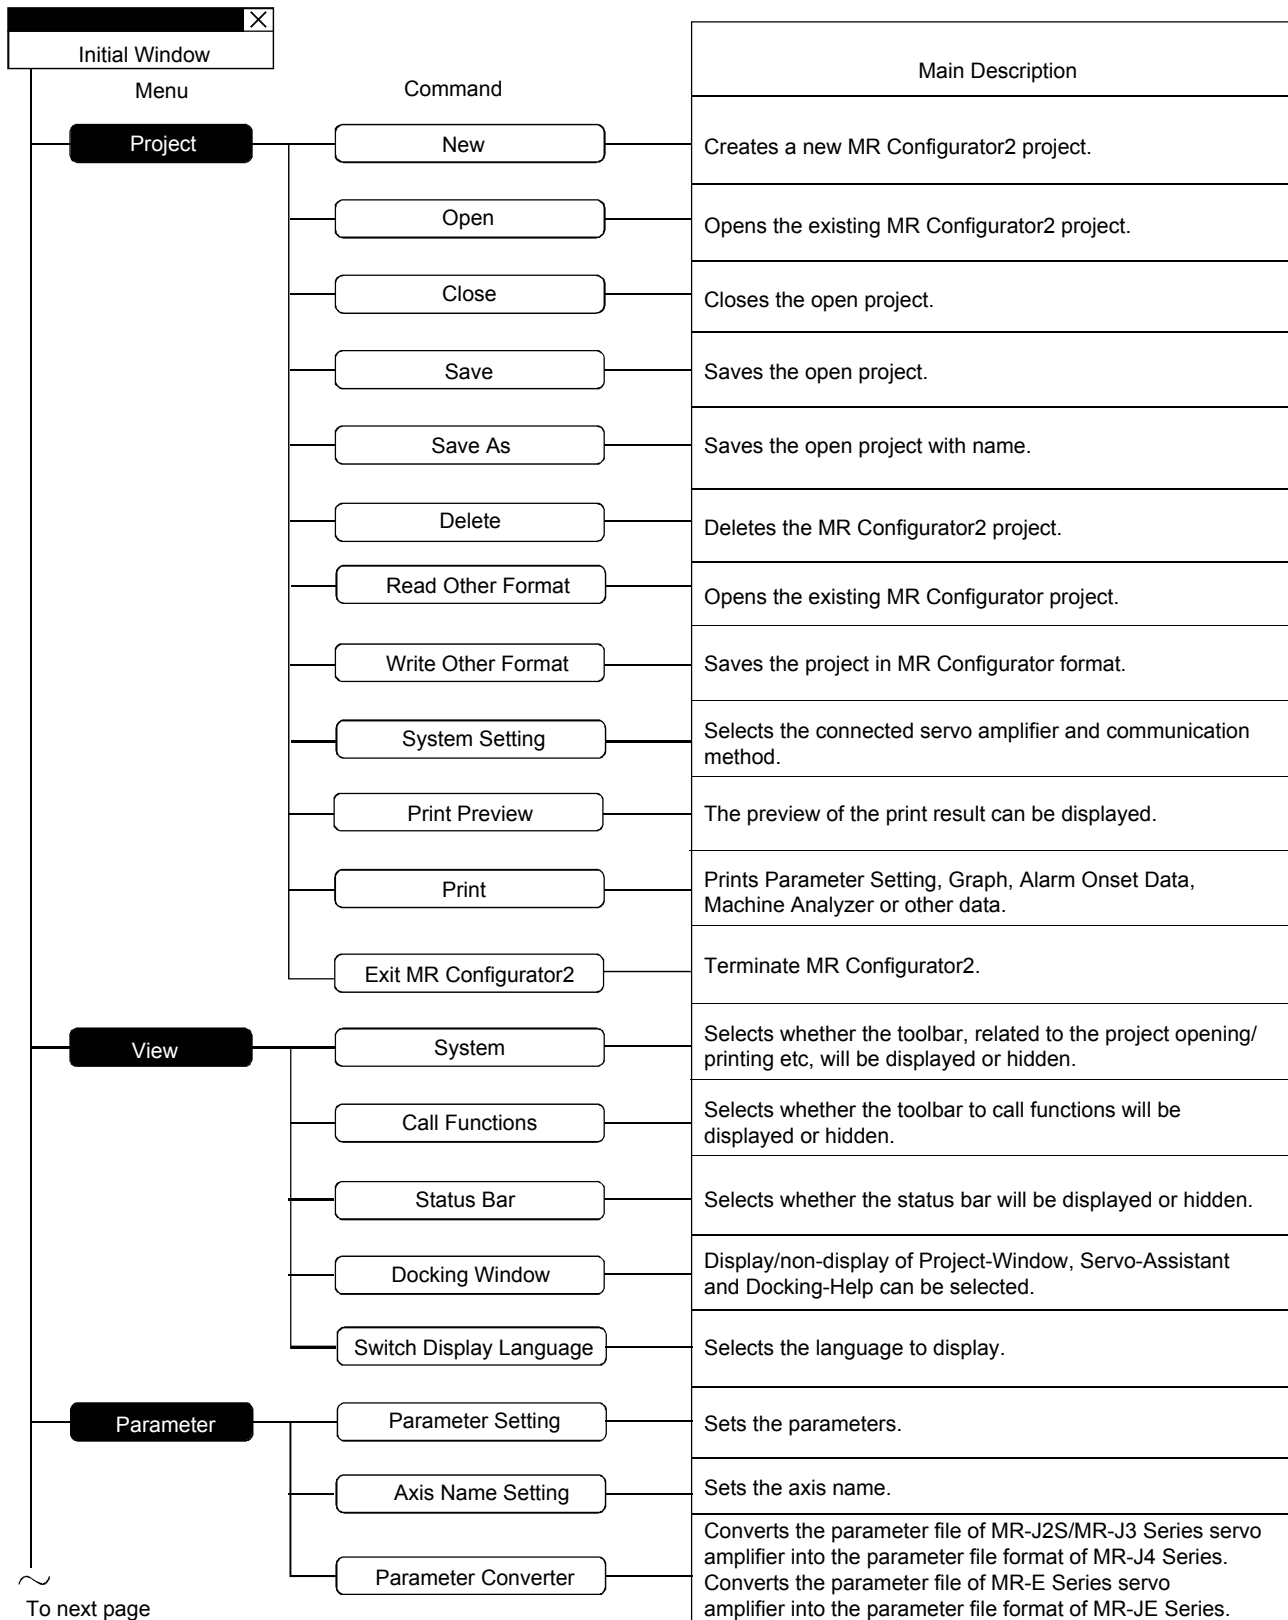 Initial Window
Menu
Command
Main Description
Project
New
Creates a new MR Configurator2 project.
Open
Opens the existing MR Configurator2 project.
Close
Closes the open project.
Save
Saves the open project.
Save As
Saves the open project with name.
Delete
Deletes the MR Configurator2 project.
Read Other Format
Opens the existing MR Configurator project.
Write Other Format
Saves the project in MR Configurator format.
System Setting
Selects the connected servo amplifier and communication
method.
Print Preview
The preview of the print result can be displayed.
Print
Prints Parameter Setting, Graph, Alarm Onset Data,
Machine Analyzer or other data.
Exit MR Configurator2
Terminate MR Configurator2.
View
System
Selects whether the toolbar, related to the project opening/
printing etc, will be displayed or hidden.
Call Functions
Selects whether the toolbar to call functions will be
displayed or hidden.
Status Bar
Selects whether the status bar will be displayed or hidden.
Docking Window
Display/non-display of Project-Window, Servo-Assistant
and Docking-Help can be selected.
Switch Display Language
Selects the language to display.
Parameter
Parameter Setting
Sets the parameters.
Axis Name Setting
Sets the axis name.
Parameter Converter
Converts the parameter file of MR-J2S/MR-J3 Series servo
amplifier into the parameter file format of MR-J4 Series.
Converts the parameter file of MR-E Series servo
amplifier into the parameter file format of MR-JE Series.
To next page